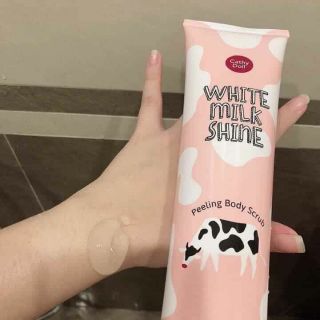 Cathy
Doll
WHITE
MILK
SHINE
Peeling Body Scrub